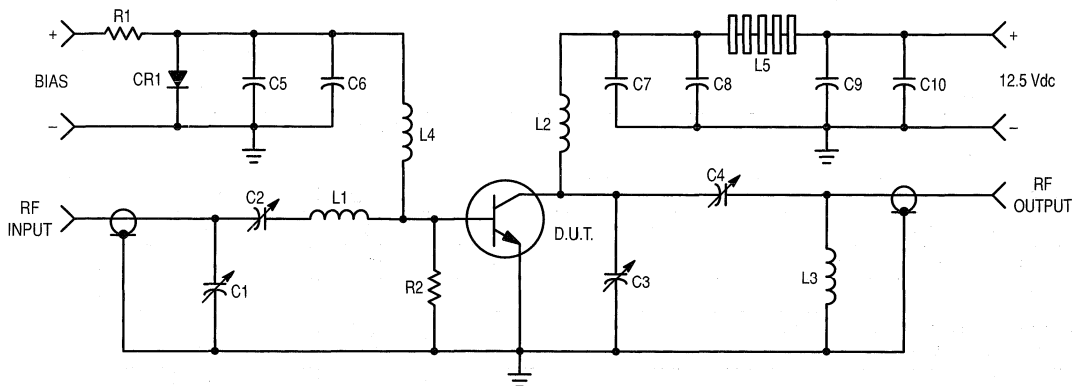 R1
+
BIAS
CR1
C5
C6
−
L4
C2
L1
RF
INPUT
C1
R2
L2
C7
C8
L5
C9
C10
+
12.5 Vdc
−
D.U.T.
C4
C3
L3
RF
OUTPUT